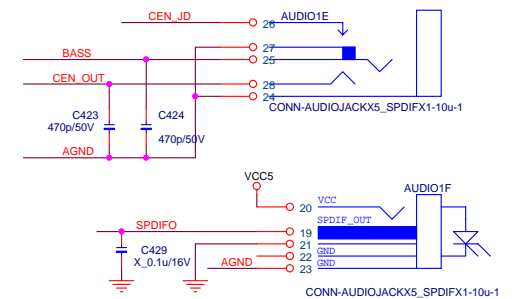 CEN_JD
26
AUDIO1E
27
BASS
25
CEN_OUT
28
24
CONN-AUDIOJACKX5_SPDIFX1-10u-1
C423
470p/50V
C424
470p/50V
AGND
VCC5
AUDIO1F
20
VCC
SPDIF_OUT
SPDIFO
19
21
22
GND
AGND
23
GND
C429
X_0.1u/16V
CONN-AUDIOJACKX5_SPDIFX1-10u-1